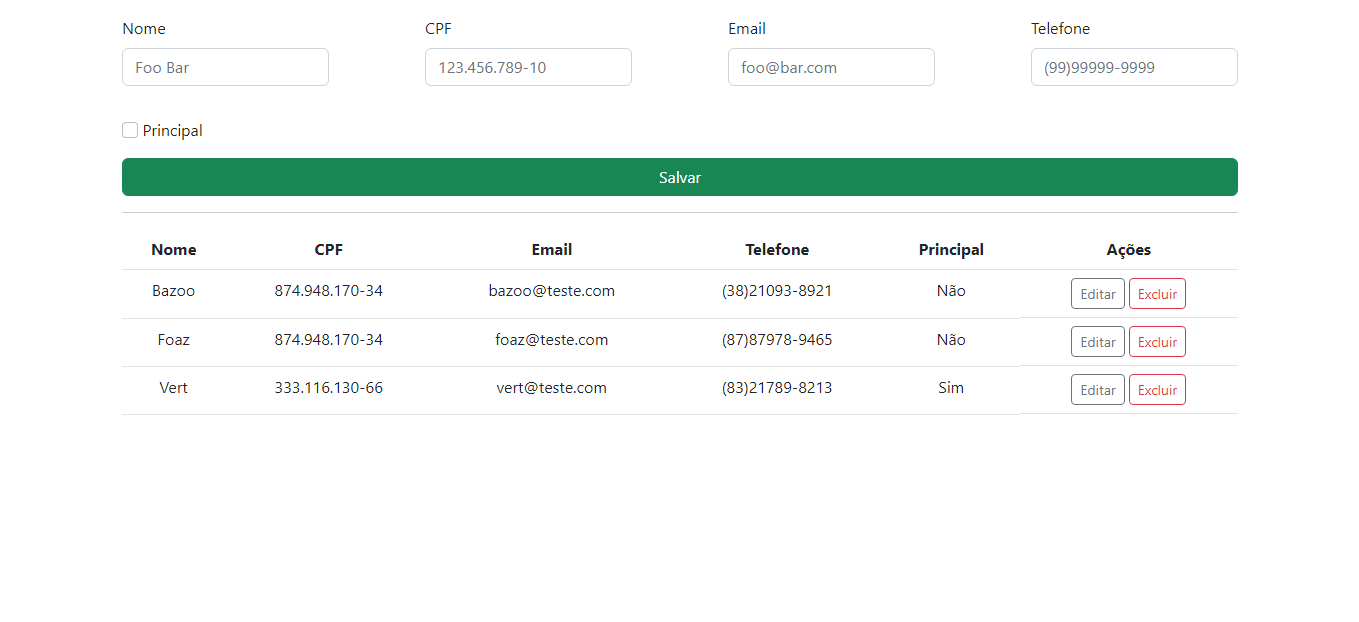 Nome CPF Email Telefone
Foo Bar 123.456.789-10 foo@bar.com (99)99999-9999
Principal
Salvar
Nome CPF Email Telefone Principal Ações
Bazoo 874.948.170-34 bazoo@teste.com (38)21093-8921 Não Editar Excluir
Foaz 874.948.170-34 foaz@teste.com (87)87978-9465 Não Editar Excluir
Vert 333.116.130-66 vert@teste.com (83)21789-8213 Sim Editar Excluir